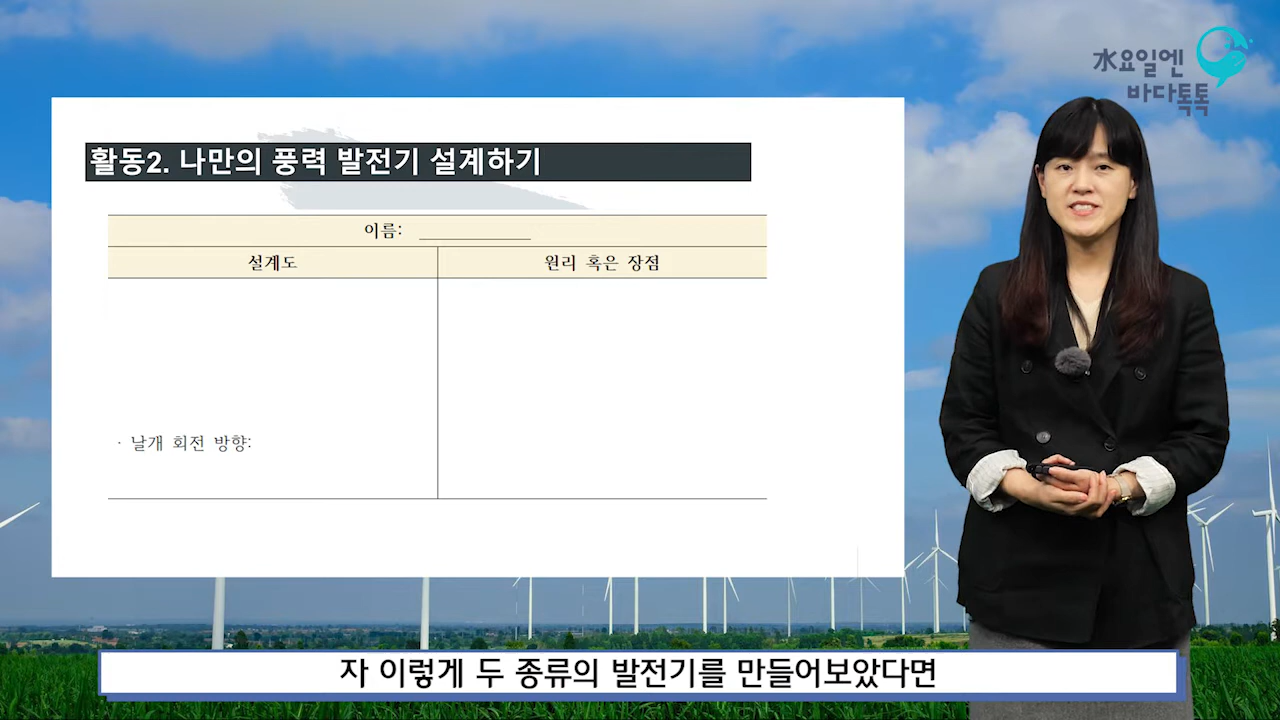 水요일엔
바다톡톡
활동2. 나만의 풍력 발전기 설계하기
이름:
설계도
원리 혹은 장점
· 날개 회전 방향:
자 이렇게 두 종류의 발전기를 만들어보았다면